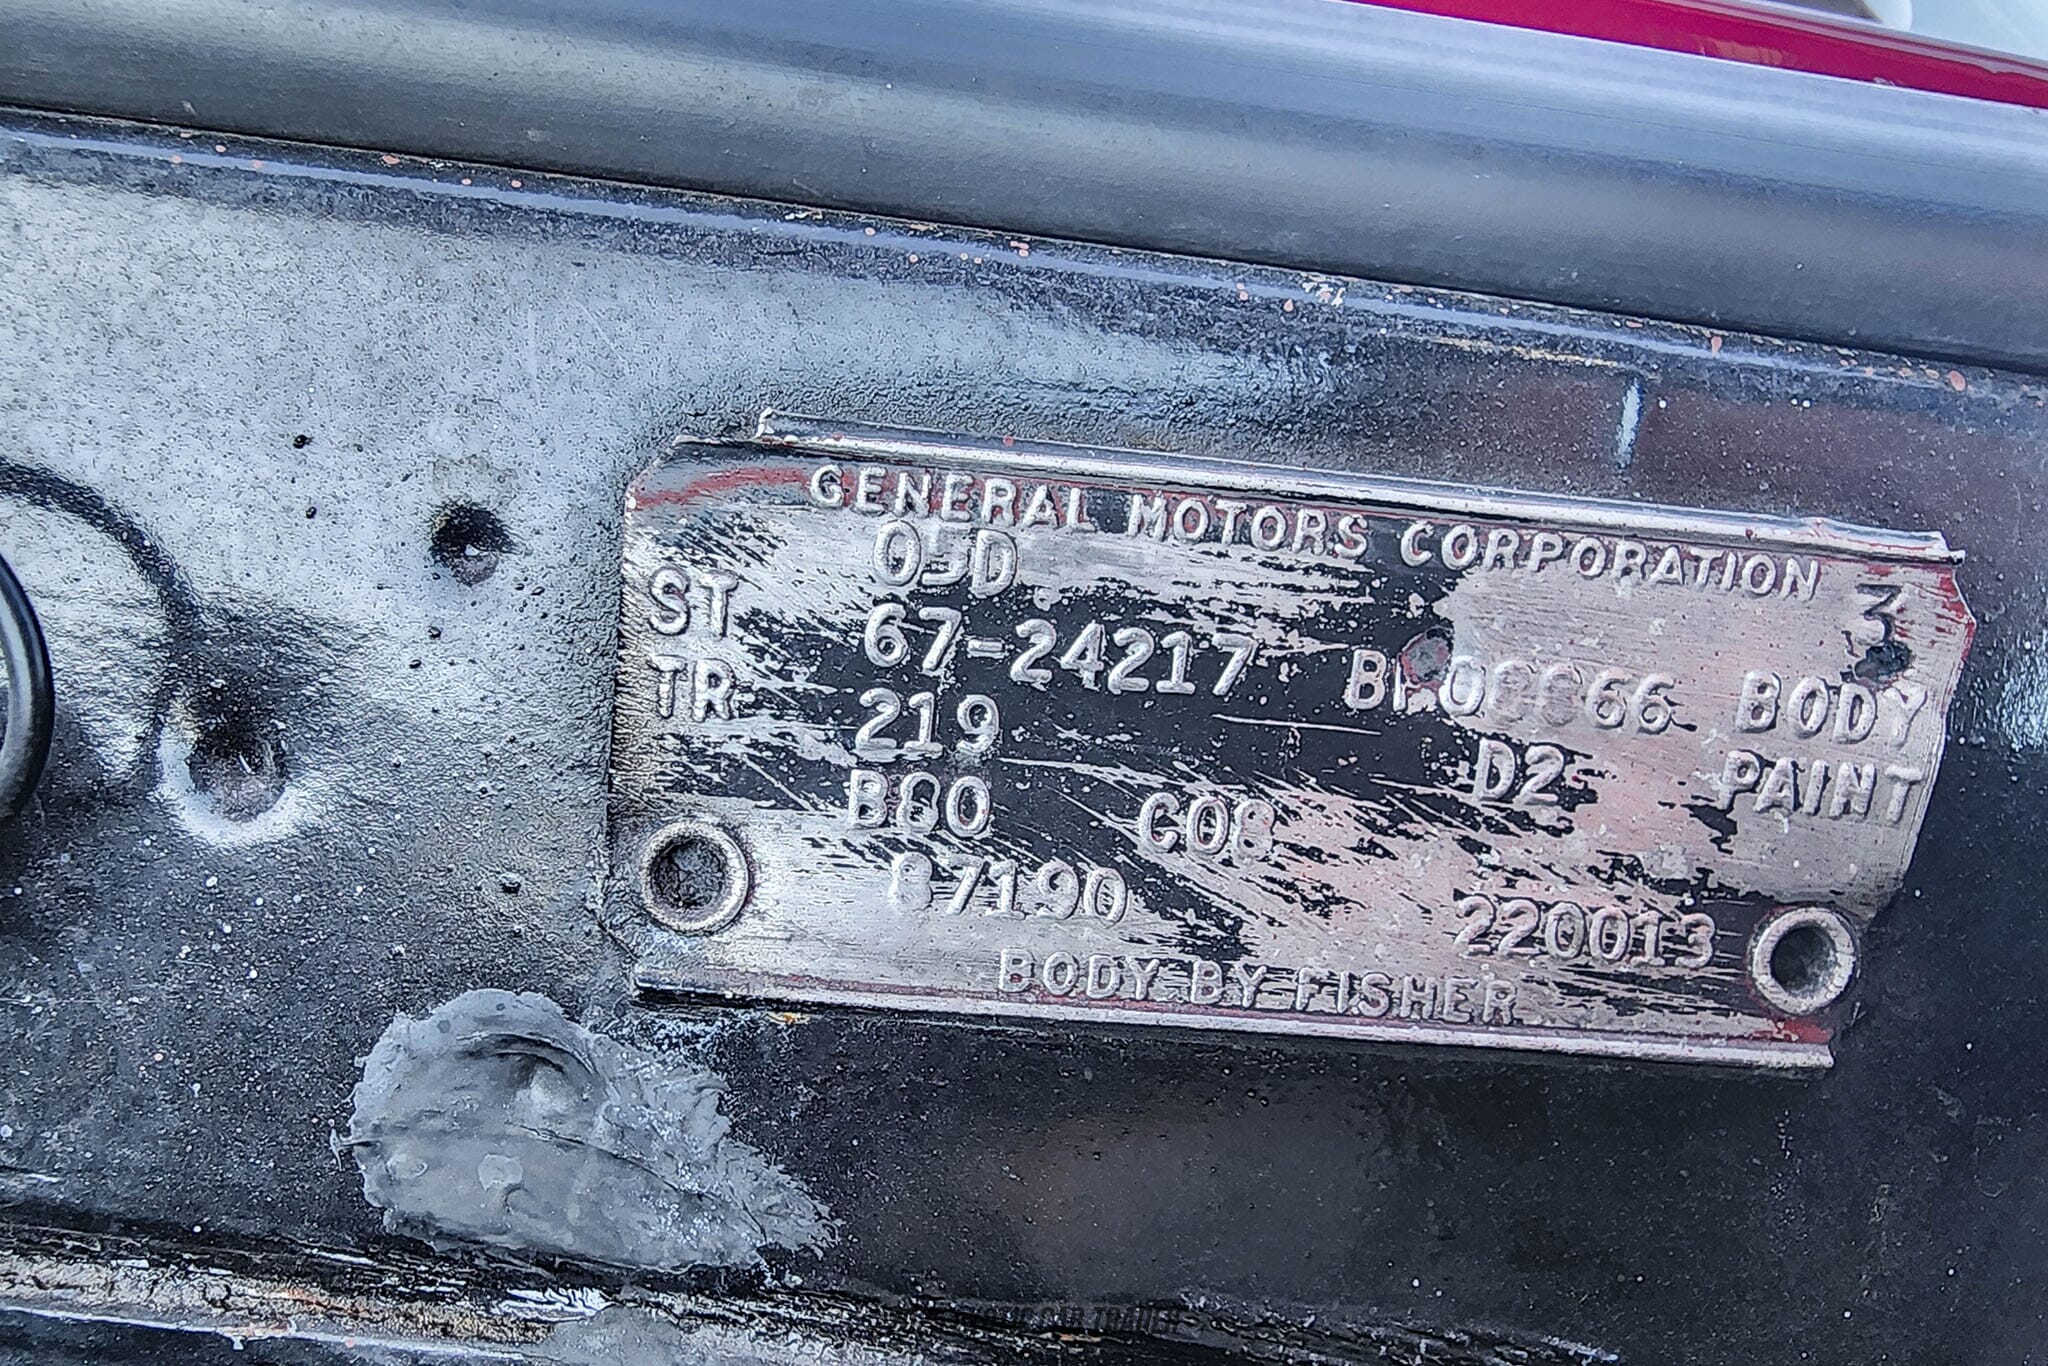 GENERAL MOTORS CORPORATION
05D 3
ST 67-24217 BODY
TR 219 D2 PAINT
B80 C08
87190 220013
BODY BY FISHER